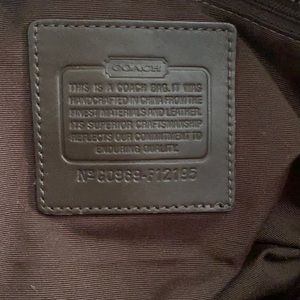 COACH
THIS IS A COACH BAG. IT WAS
HANDCRAFTED IN CHINA FROM THE
FINEST MATERIALS AND LEATHER.
ITS SUPERIOR CRAFTSMANSHIP
REFLECTS OUR COMMITMENT TO
ENDURING QUALITY.
Nº G0969-F12195